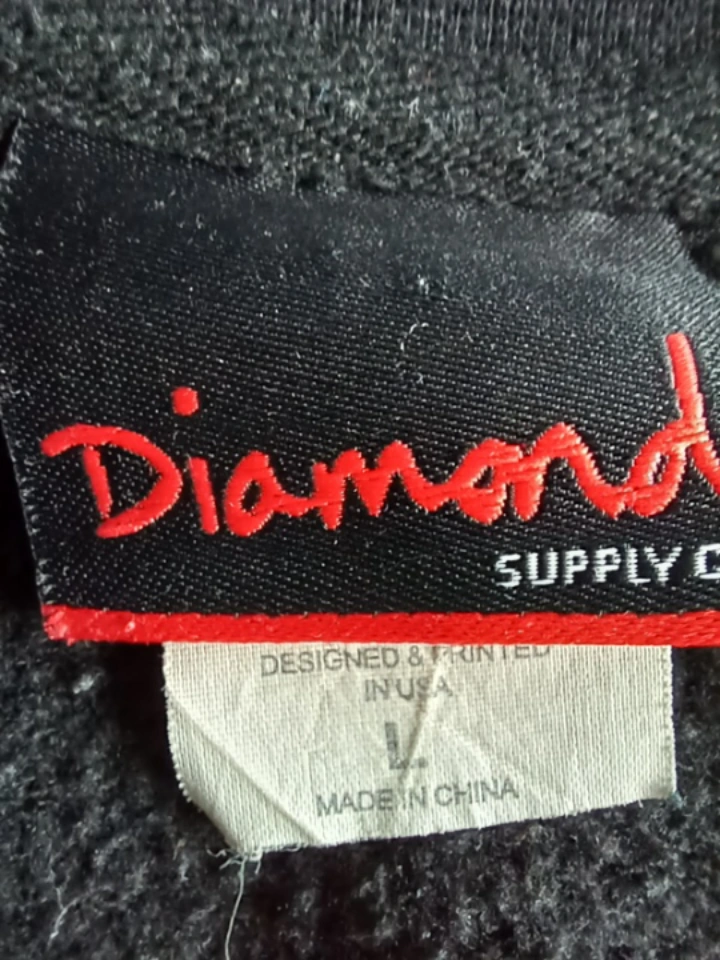 Diamond
SUPPLY
DESIGNED & PRINTED
IN USA
L
MADE IN CHINA